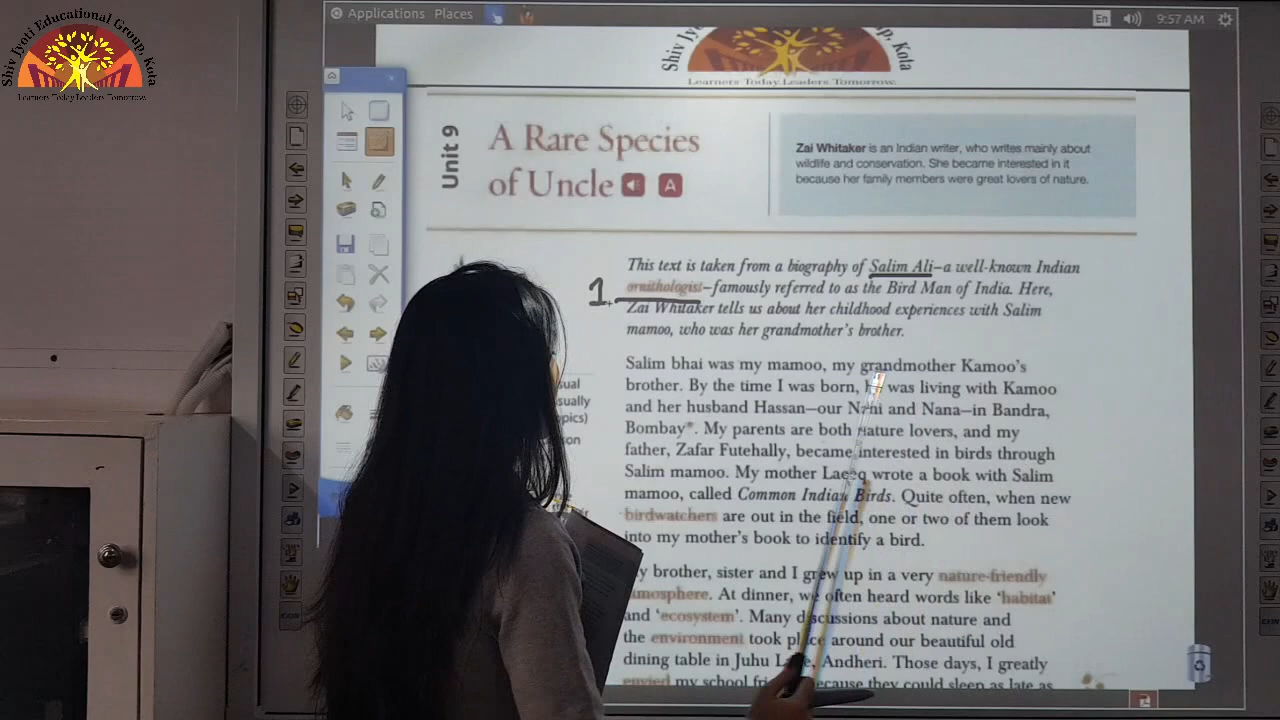 Shiv Jyoti Educational Group, Kota
Learners Today.Leaders Tomorrow.
Applications Places
En 9:57 AM
Learners Today.Leaders Tomorrow.
Unit 9
A Rare Species
of Uncle A
Zai Whitaker is an Indian writer, who writes mainly about
wildlife and conservation. She became interested in it
because her family members were great lovers of nature.
This text is taken from a biography of Salim Ali–a well-known Indian
1 ornithologist–famously referred to as the Bird Man of India. Here,
Zai Whitaker tells us about her childhood experiences with Salim
mamoo, who was her grandmother's brother.
Salim bhai was my mamoo, my grandmother Kamoo's
brother. By the time I was born, he was living with Kamoo
and her husband Hassan—our Nani and Nana—in Bandra,
Bombay*. My parents are both nature lovers, and my
father, Zafar Futehally, became interested in birds through
Salim mamoo. My mother Laeeq wrote a book with Salim
mamoo, called Common Indian Birds. Quite often, when new
birdwatchers are out in the field, one or two of them look
into my mother's book to identify a bird.
brother, sister and I grew up in a very nature-friendly
At dinner, we often heard words like 'habitat'
and 'ecosystem'. Many discussions about nature and
the environment took place around our beautiful old
dining table in Juhu Lane, Andheri. Those days, I greatly
envied my school because they could sleep as late as